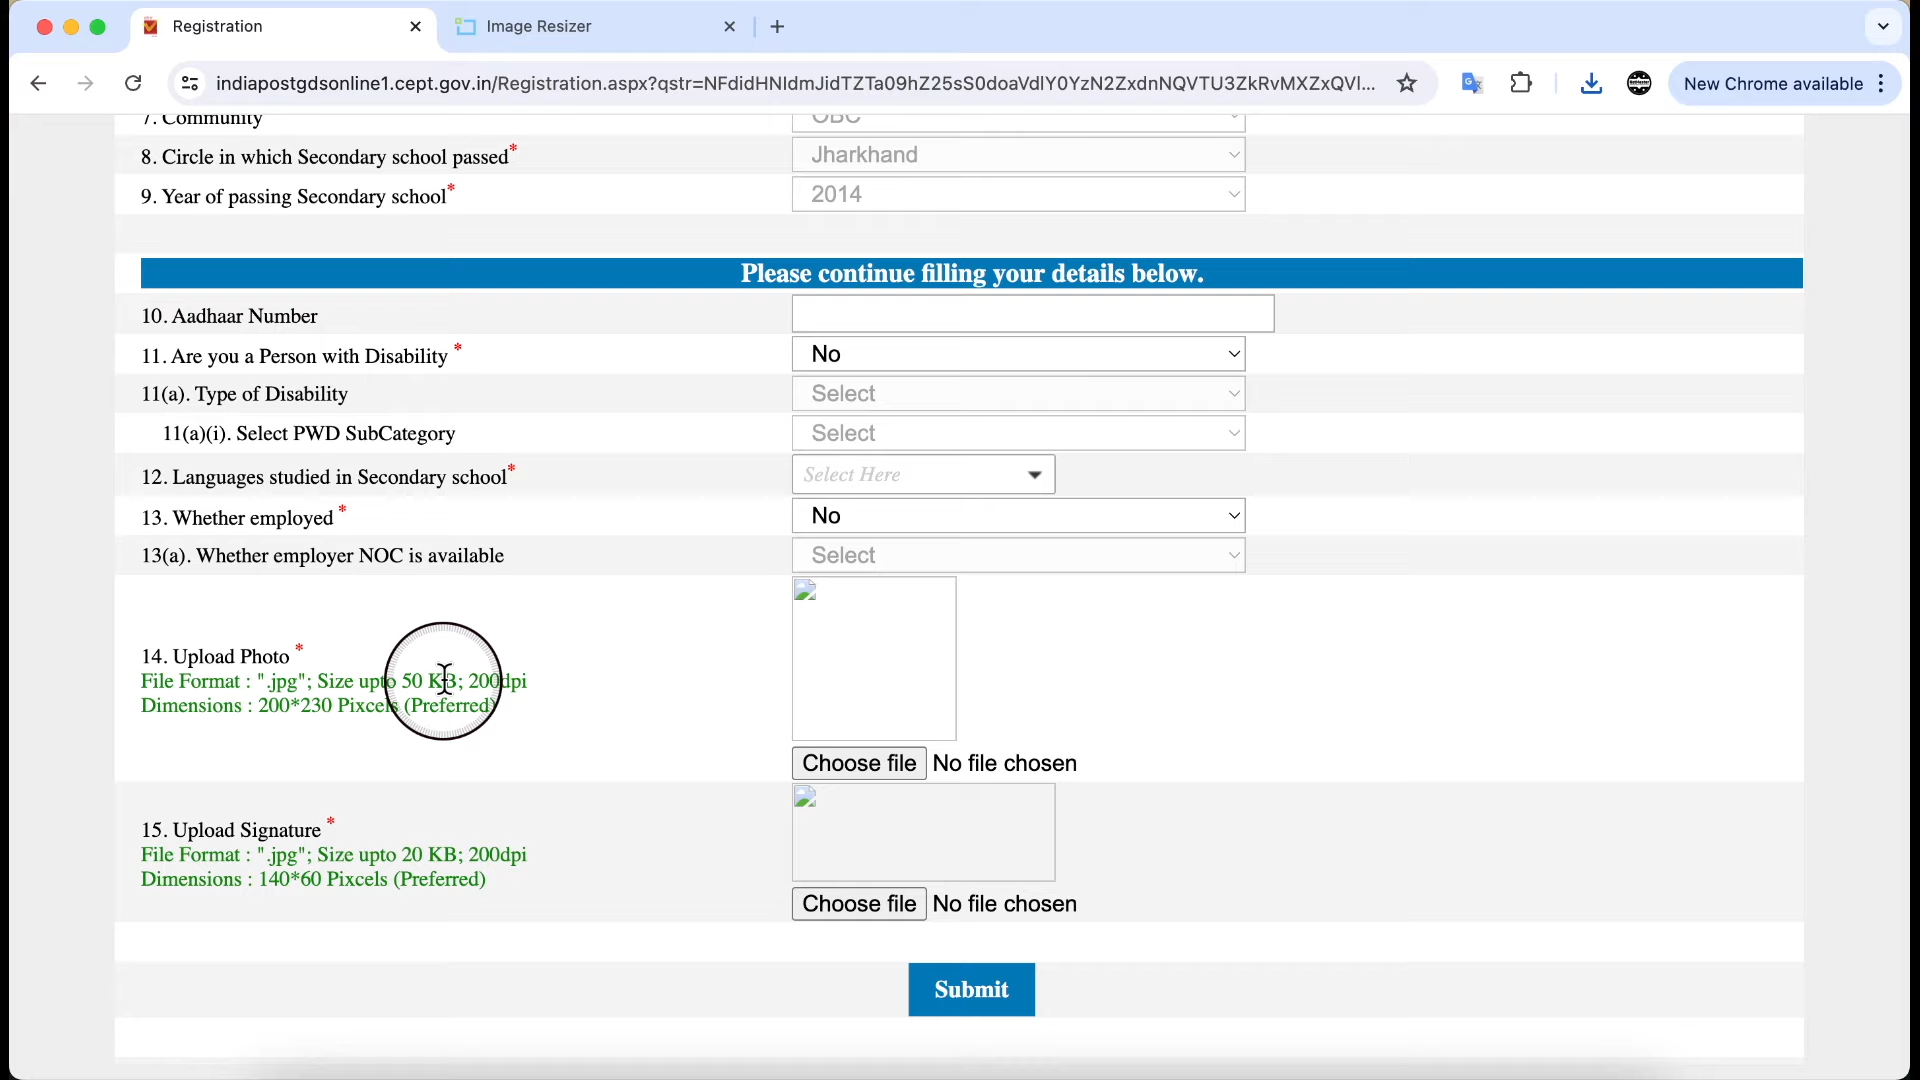 Registration
Image Resizer
indiapostgdsonline1.cept.gov.in/Registration.aspx?qstr=NFdidHNIdmJidTZTa09hZ25sS0doaVdlY0YzN2ZxdnNQVTU3ZkRvMXZxQVl...
New Chrome available
7. Community
OBC
8. Circle in which Secondary school passed*
Jharkhand
9. Year of passing Secondary school*
2014
Please continue filling your details below.
10. Aadhaar Number
11. Are you a Person with Disability *
No
11(a). Type of Disability
Select
11(a)(i). Select PWD SubCategory
Select
12. Languages studied in Secondary school*
Select Here
13. Whether employed *
No
13(a). Whether employer NOC is available
Select
14. Upload Photo *
File Format : ".jpg"; Size upto 50 KB; 200dpi
Dimensions : 200*230 Pixcels (Preferred)
Choose file No file chosen
15. Upload Signature *
File Format : ".jpg"; Size upto 20 KB; 200dpi
Dimensions : 140*60 Pixcels (Preferred)
Choose file No file chosen
Submit